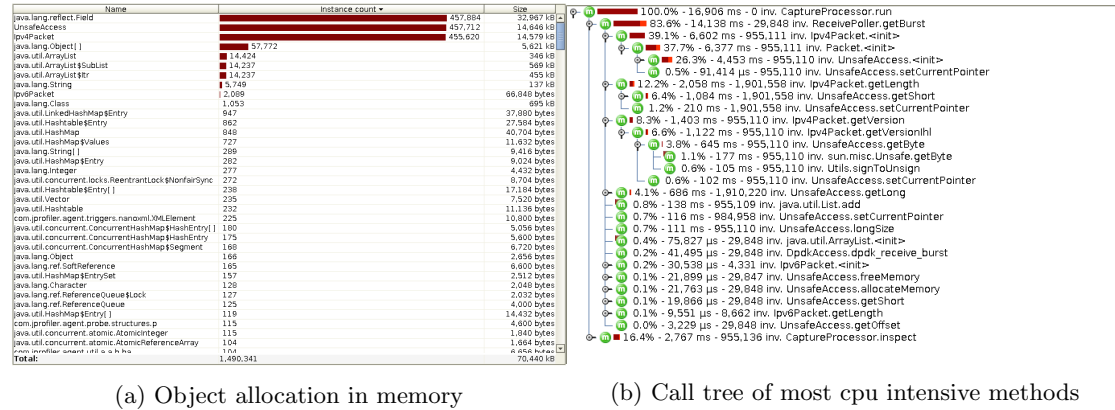 Name Instance count Size
java.lang.reflect.Field 457,884 32,967 kB
UnsafeAccess 457,712 14,646 kB
Ipv4Packet 455,620 14,579 kB
java.lang.Object[ ] 57,772 5,621 kB
java.util.ArrayList 14,424 346 kB
java.util.ArrayList$SubList 14,237 569 kB
java.util.ArrayList$Itr 14,237 455 kB
java.lang.String 5,749 137 kB
Ipv6Packet 2,089 66,848 bytes
java.lang.Class 1,053 695 kB
java.util.LinkedHashMap$Entry 947 37,880 bytes
java.util.Hashtable$Entry 862 27,584 bytes
java.util.HashMap 848 40,704 bytes
java.util.HashMap$Values 727 11,632 bytes
java.lang.String[ ] 289 9,416 bytes
java.util.HashMap$Entry 282 9,024 bytes
java.lang.Integer 277 4,432 bytes
java.util.concurrent.locks.ReentrantLock$NonfairSync 272 8,704 bytes
java.util.Hashtable$Entry[ ] 238 17,184 bytes
java.util.Vector 235 7,520 bytes
java.util.Hashtable 232 11,136 bytes
com.jprofiler.agent.triggers.nanoxml.XMLElement 225 10,800 bytes
java.util.concurrent.ConcurrentHashMap$HashEntry[ ] 180 5,056 bytes
java.util.concurrent.ConcurrentHashMap$HashEntry 175 5,600 bytes
java.util.concurrent.ConcurrentHashMap$Segment 168 6,720 bytes
java.lang.Object 166 2,656 bytes
java.lang.ref.SoftReference 165 6,600 bytes
java.util.HashMap$EntrySet 157 2,512 bytes
java.lang.Character 128 2,048 bytes
java.lang.ref.ReferenceQueue$Lock 127 2,032 bytes
java.lang.ref.ReferenceQueue 125 4,000 bytes
java.util.HashMap$Entry[ ] 119 14,432 bytes
com.jprofiler.agent.probe.structures.p 115 4,600 bytes
java.util.concurrent.atomic.AtomicInteger 115 1,840 bytes
java.util.concurrent.atomic.AtomicReferenceArray 104 1,664 bytes
com.jprofiler.agent.util.a.a.b.ba 104 6,656 bytes
Total: 1,490,341 70,440 kB
(a) Object allocation in memory
m 100.0% - 16,906 ms - 0 inv. CaptureProcessor.run
m 83.6% - 14,138 ms - 29,848 inv. ReceivePoller.getBurst
m 39.1% - 6,602 ms - 955,111 inv. Ipv4Packet.<init>
m 37.7% - 6,377 ms - 955,111 inv. Packet.<init>
m 26.3% - 4,453 ms - 955,110 inv. UnsafeAccess.<init>
m 0.5% - 91,414 µs - 955,110 inv. UnsafeAccess.setCurrentPointer
m 12.2% - 2,058 ms - 1,901,558 inv. Ipv4Packet.getLength
m 6.4% - 1,084 ms - 1,901,558 inv. UnsafeAccess.getShort
m 1.2% - 210 ms - 1,901,558 inv. UnsafeAccess.setCurrentPointer
m 8.3% - 1,403 ms - 955,110 inv. Ipv4Packet.getVersion
m 6.6% - 1,122 ms - 955,110 inv. Ipv4Packet.getVersionIhl
m 3.8% - 645 ms - 955,110 inv. UnsafeAccess.getByte
m 1.1% - 177 ms - 955,110 inv. sun.misc.Unsafe.getByte
m 0.6% - 105 ms - 955,110 inv. Utils.signToUnsign
m 0.6% - 102 ms - 955,110 inv. UnsafeAccess.setCurrentPointer
m 4.1% - 686 ms - 1,910,220 inv. UnsafeAccess.getLong
m 0.8% - 138 ms - 955,109 inv. java.util.List.add
m 0.7% - 116 ms - 984,958 inv. UnsafeAccess.setCurrentPointer
m 0.7% - 111 ms - 955,110 inv. UnsafeAccess.longSize
m 0.4% - 75,827 µs - 29,848 inv. java.util.ArrayList.<init>
m 0.2% - 41,495 µs - 29,848 inv. DpdkAccess.dpdk_receive_burst
m 0.2% - 30,538 µs - 4,331 inv. Ipv6Packet.<init>
m 0.1% - 21,899 µs - 29,847 inv. UnsafeAccess.freeMemory
m 0.1% - 21,763 µs - 29,848 inv. UnsafeAccess.allocateMemory
m 0.1% - 19,866 µs - 29,848 inv. UnsafeAccess.getShort
m 0.1% - 9,551 µs - 8,662 inv. Ipv6Packet.getLength
m 0.0% - 3,229 µs - 29,848 inv. UnsafeAccess.getOffset
m 16.4% - 2,767 ms - 955,136 inv. CaptureProcessor.inspect
(b) Call tree of most cpu intensive methods